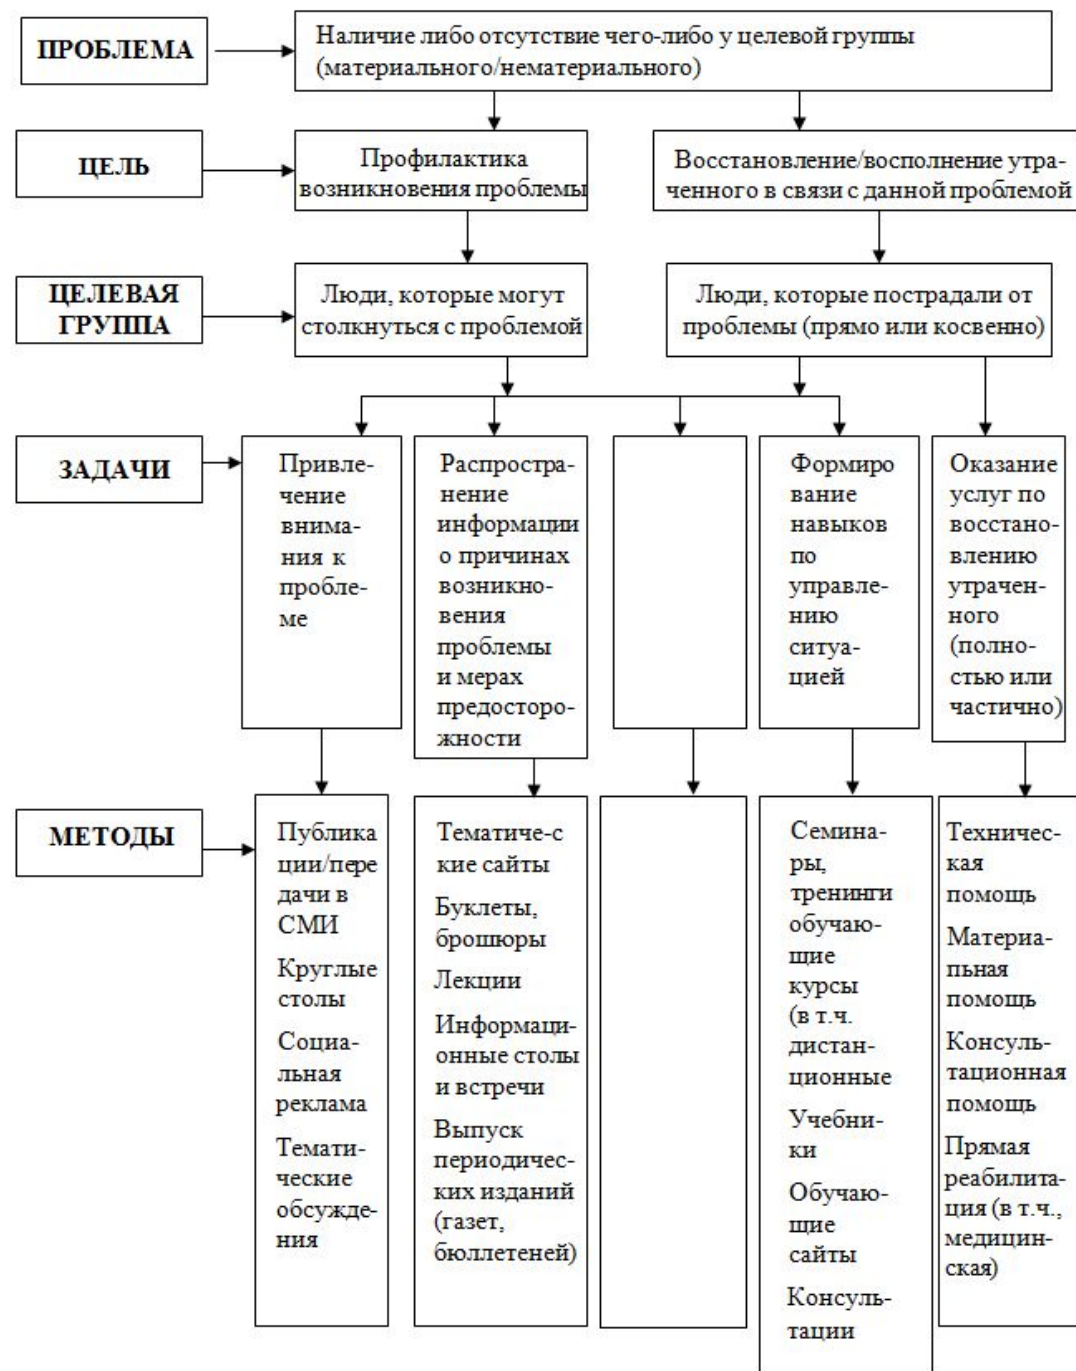 ПРОБЛЕМА
Наличие либо отсутствие чего-либо у целевой группы
(материального/нематериального)
ЦЕЛЬ
Профилактика
возникновения проблемы
Восстановление/восполнение утра-
ченного в связи с данной проблемой
ЦЕЛЕВАЯ
ГРУППА
Люди, которые могут
столкнуться с проблемой
Люди, которые пострадали от
проблемы (прямо или косвенно)
ЗАДАЧИ
Привле-
чение
внима-
ния к
пробле-
ме
Распростра-
нение
информации
о причинах
возникно-
вения
проблемы
и мерах
предосторо-
жности
Формиро
вание
навыков
по
управле-
нию
ситуа-
цией
Оказание
услуг по
восстано-
влению
утрачен-
ного
(полно-
стью или
частично)
МЕТОДЫ
Публика
ции/пере
дачи в
СМИ
Круглые
столы
Социа-
льная
реклама
Темати-
ческие
обсужде-
ния
Тематиче-с
кие сайты
Буклеты,
брошюры
Лекции
Информаци-
онные столы
и встречи
Выпуск
периодичес-
ких изданий
(газет,
бюллетеней)
Семина-
ры,
тренинги
обучаю-
щие
курсы
(в т.ч.
дистан-
ционные
Учебни-
ки
Обучаю-
щие
сайты
Консуль-
тации
Техничес-
кая
помощь
Материа-
льная
помощь
Консуль-
тационная
помощь
Прямая
реабилита-
ция (в т.ч.,
медицин-
ская)